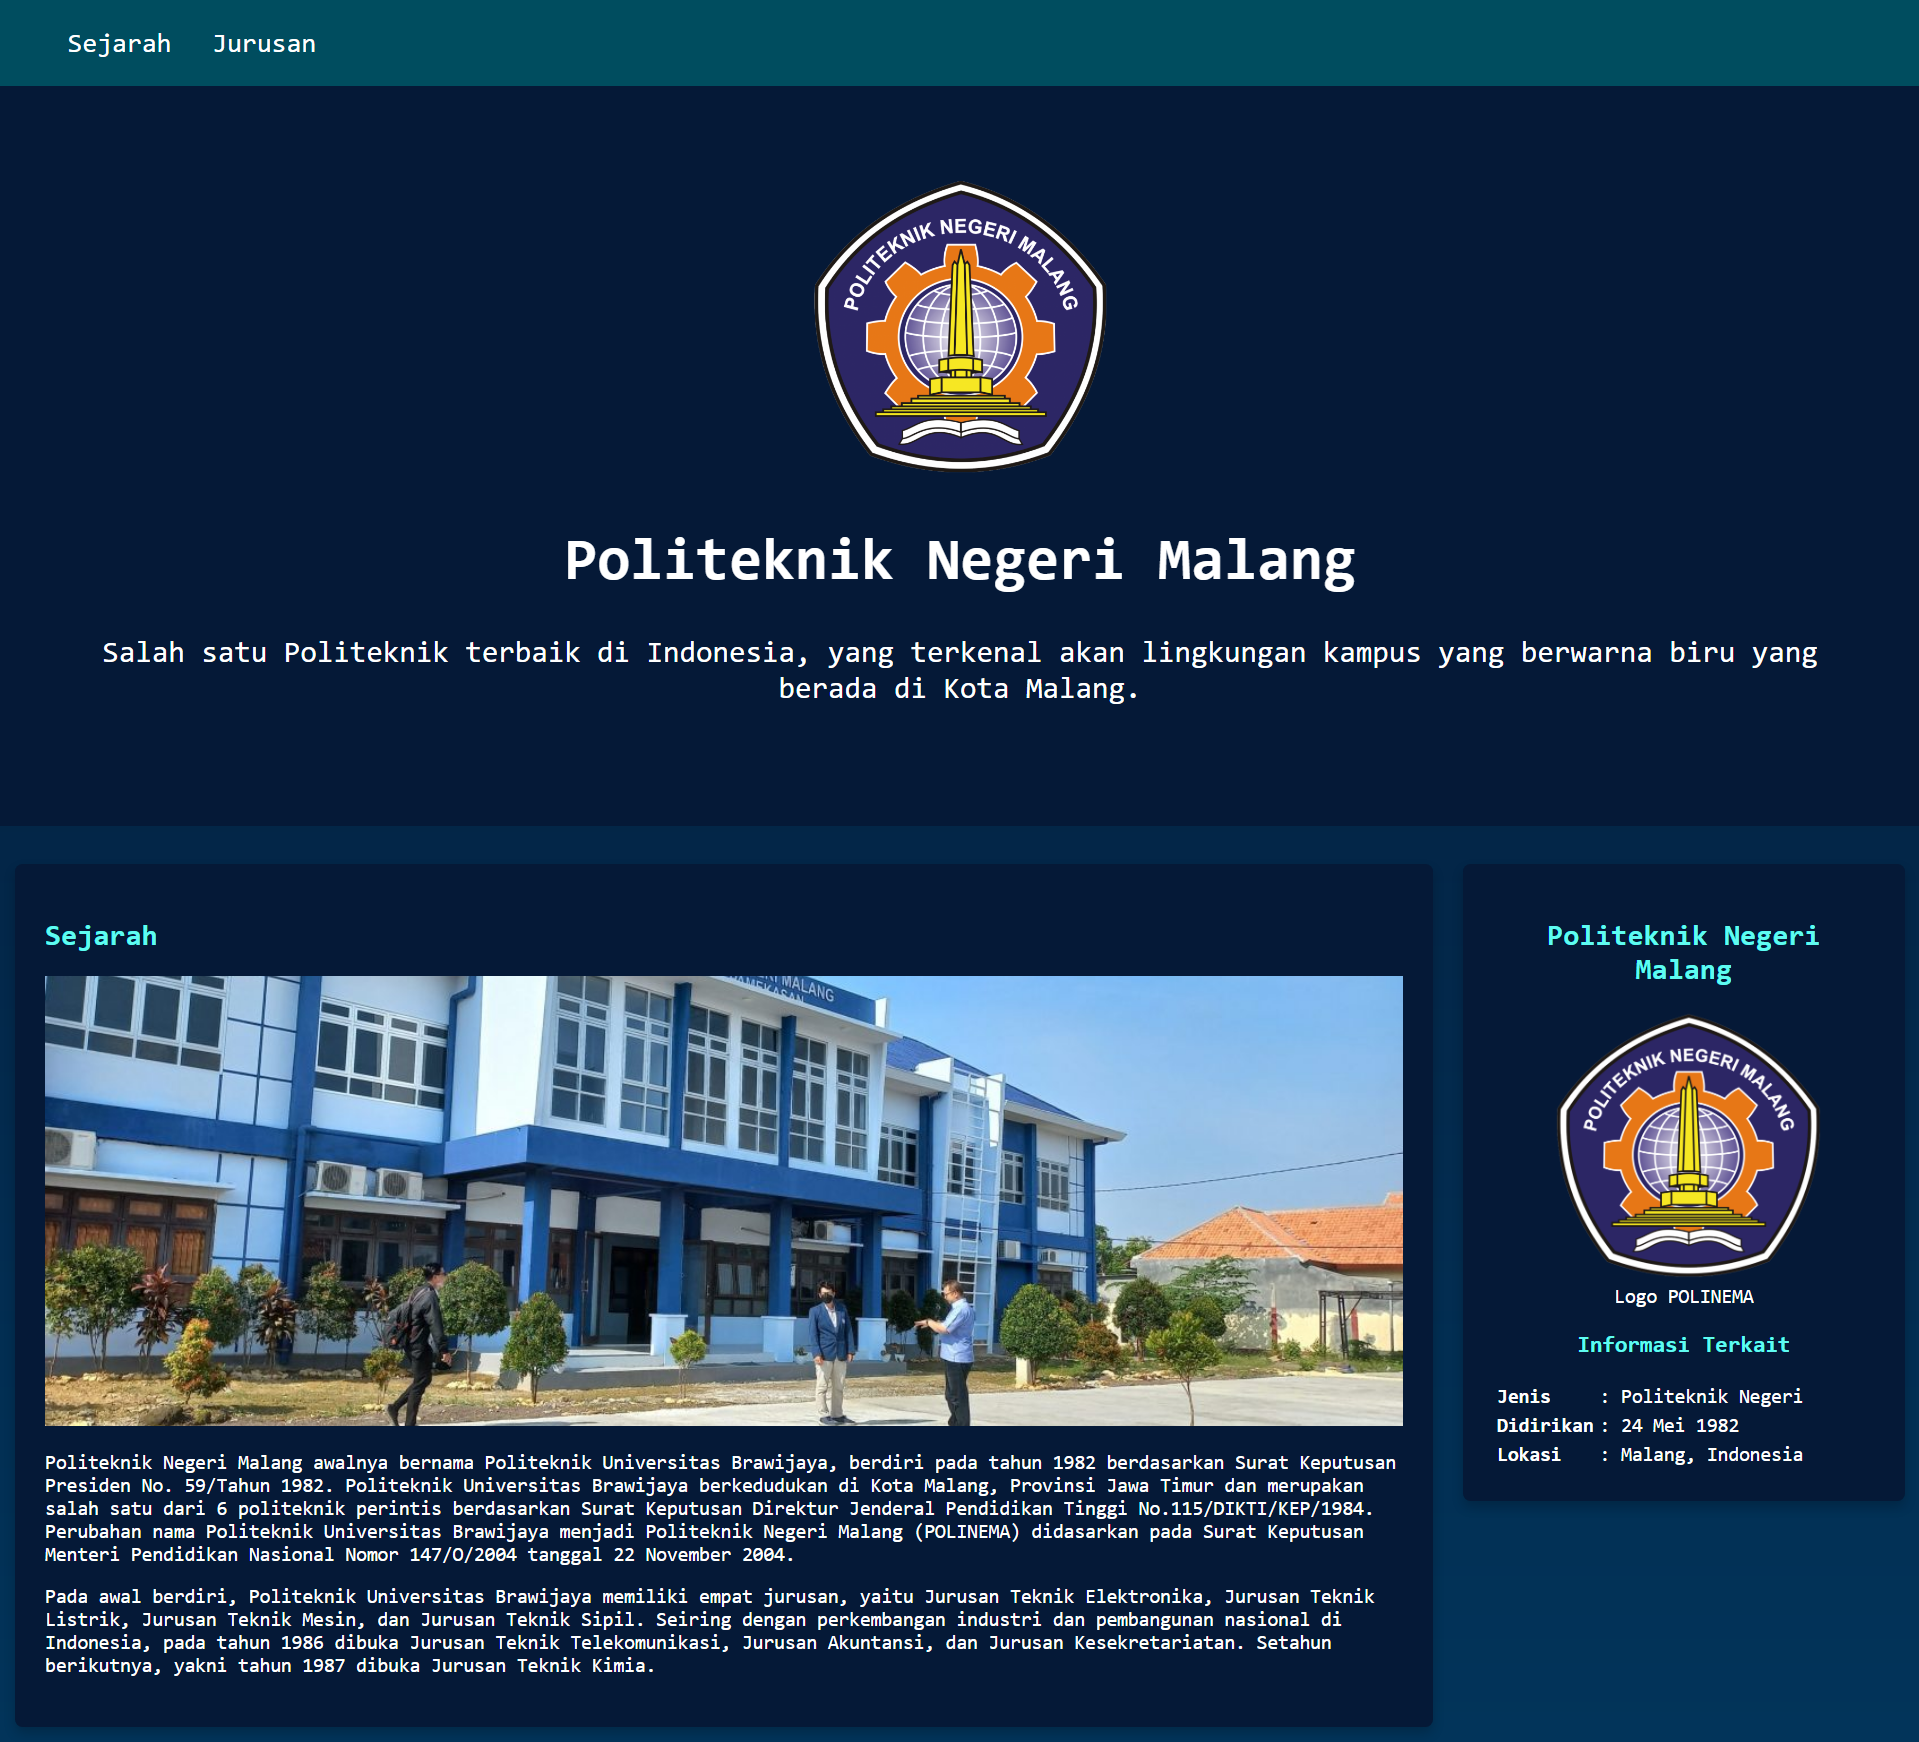 Sejarah Jurusan
POLITEKNIK NEGERI MALANG
Politeknik Negeri Malang
Salah satu Politeknik terbaik di Indonesia, yang terkenal akan lingkungan kampus yang berwarna biru yang
berada di Kota Malang.
Sejarah
MALANG
PAMEKASAN
Politeknik Negeri Malang awalnya bernama Politeknik Universitas Brawijaya, berdiri pada tahun 1982 berdasarkan Surat Keputusan
Presiden No. 59/Tahun 1982. Politeknik Universitas Brawijaya berkedudukan di Kota Malang, Provinsi Jawa Timur dan merupakan
salah satu dari 6 politeknik perintis berdasarkan Surat Keputusan Direktur Jenderal Pendidikan Tinggi No.115/DIKTI/KEP/1984.
Perubahan nama Politeknik Universitas Brawijaya menjadi Politeknik Negeri Malang (POLINEMA) didasarkan pada Surat Keputusan
Menteri Pendidikan Nasional Nomor 147/O/2004 tanggal 22 November 2004.
Pada awal berdiri, Politeknik Universitas Brawijaya memiliki empat jurusan, yaitu Jurusan Teknik Elektronika, Jurusan Teknik
Listrik, Jurusan Teknik Mesin, dan Jurusan Teknik Sipil. Seiring dengan perkembangan industri dan pembangunan nasional di
Indonesia, pada tahun 1986 dibuka Jurusan Teknik Telekomunikasi, Jurusan Akuntansi, dan Jurusan Kesekretariatan. Setahun
berikutnya, yakni tahun 1987 dibuka Jurusan Teknik Kimia.
Politeknik Negeri
Malang
POLITEKNIK NEGERI MALANG
Logo POLINEMA
Informasi Terkait
Jenis : Politeknik Negeri
Didirikan : 24 Mei 1982
Lokasi : Malang, Indonesia